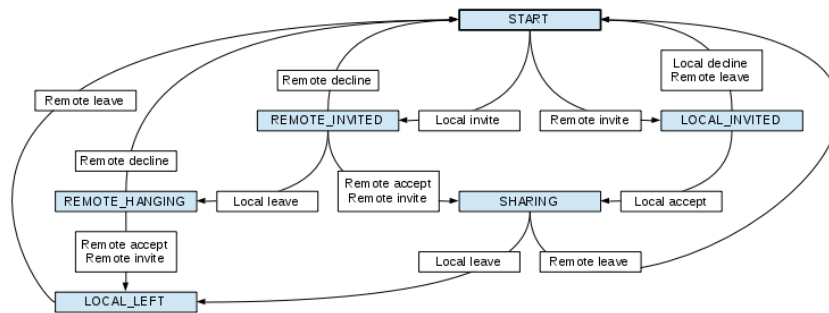 START
Local decline
Remote leave
Remote decline
Remote leave
REMOTE_INVITED
Local invite
Remote invite
LOCAL_INVITED
Remote decline
Remote accept
Remote invite
REMOTE_HANGING
Local leave
SHARING
Local accept
Remote accept
Remote invite
Local leave
Remote leave
LOCAL_LEFT